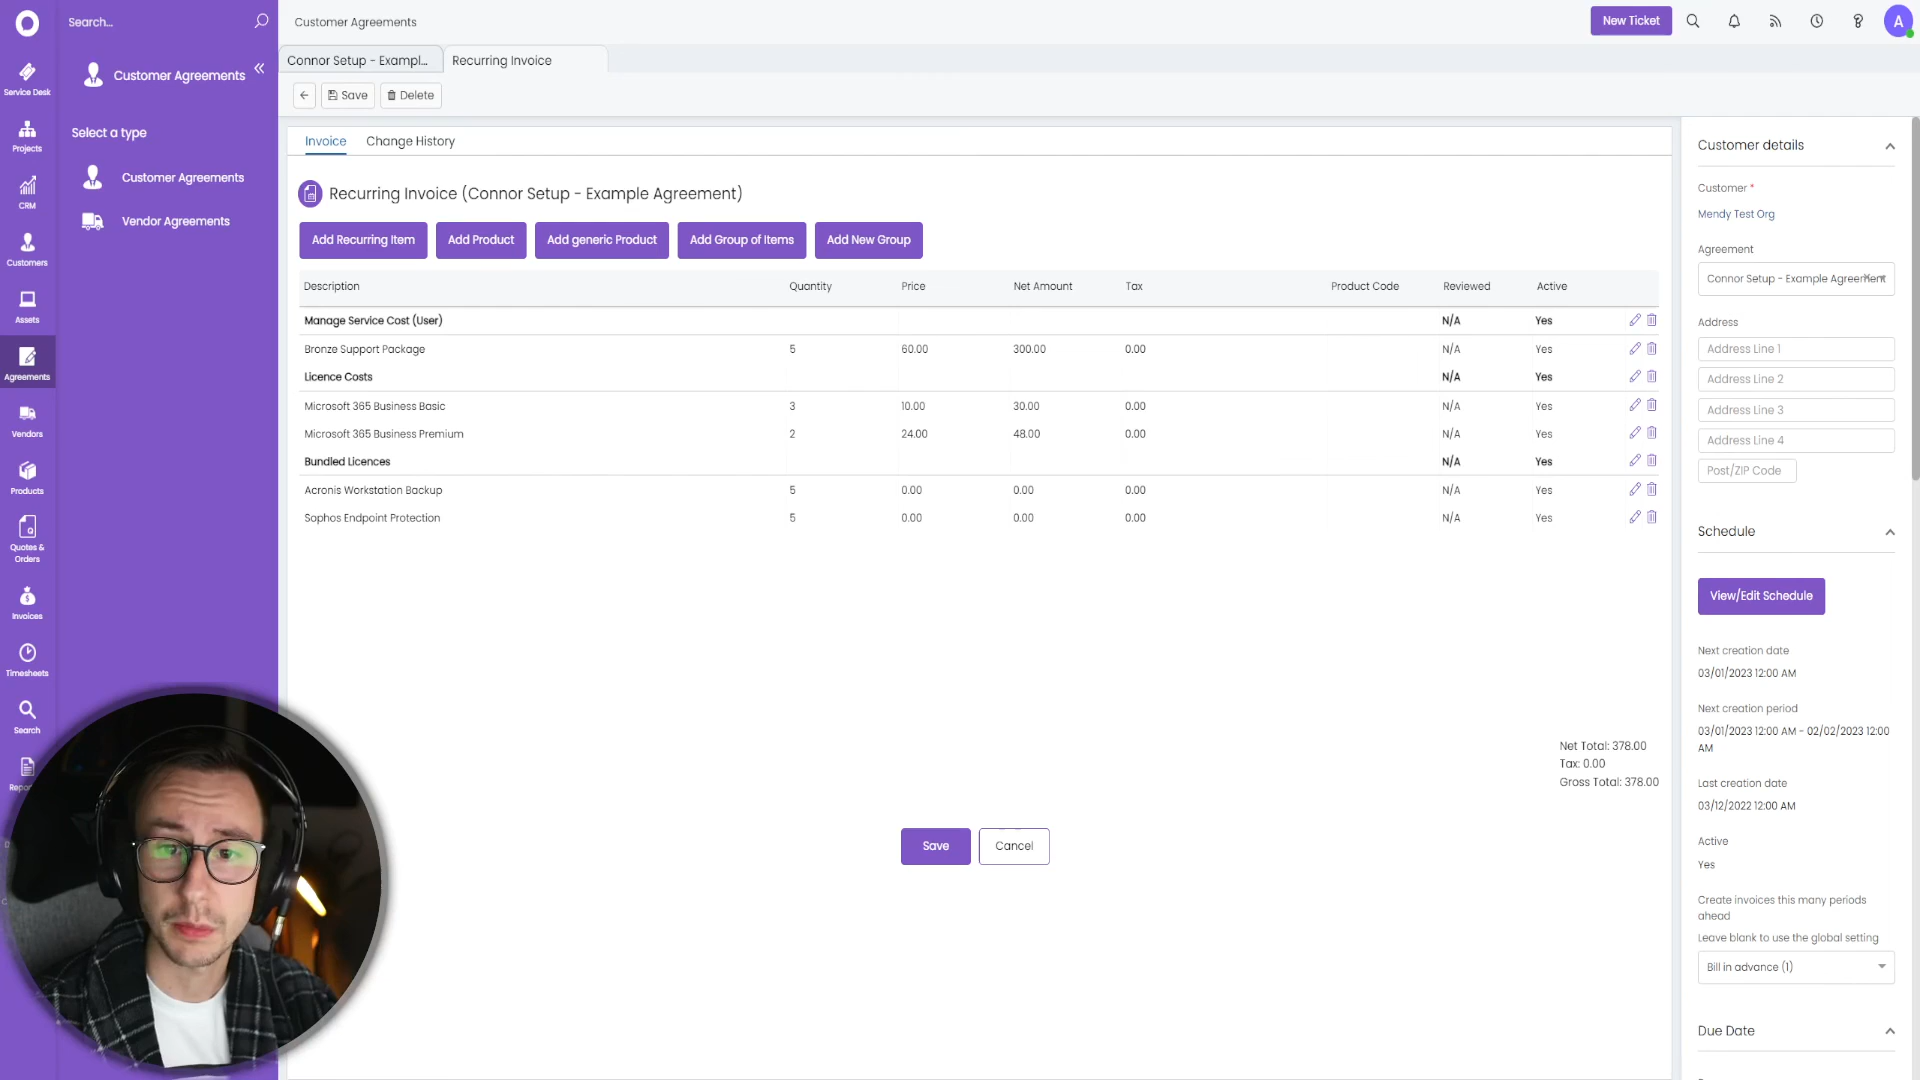 Search...
Customer Agreements
New Ticket
A
Service Desk
Customer Agreements
Connor Setup - Exampl...
Recurring Invoice
Save
Delete
Select a type
Projects
Customer Agreements
CRM
Vendor Agreements
Customers
Assets
Agreements
Vendors
Products
Quotes &
Orders
Invoices
Timesheets
Search
Invoice
Change History
Recurring Invoice (Connor Setup - Example Agreement)
Add Recurring Item
Add Product
Add generic Product
Add Group of Items
Add New Group
Description Quantity Price Net Amount Tax Product Code Reviewed Active
Manage Service Cost (User) N/A Yes
Bronze Support Package 5 60.00 300.00 0.00 N/A Yes
Licence Costs N/A Yes
Microsoft 365 Business Basic 3 10.00 30.00 0.00 N/A Yes
Microsoft 365 Business Premium 2 24.00 48.00 0.00 N/A Yes
Bundled Licences N/A Yes
Acronis Workstation Backup 5 0.00 0.00 0.00 N/A Yes
Sophos Endpoint Protection 5 0.00 0.00 0.00 N/A Yes
Net Total: 378.00
Tax: 0.00
Gross Total: 378.00
Save
Cancel
Customer details
Customer *
Mendy Test Org
Agreement
Connor Setup - Example Agreement
Address
Address Line 1
Address Line 2
Address Line 3
Address Line 4
Post/ZIP Code
Schedule
View/Edit Schedule
Next creation date
03/01/2023 12:00 AM
Next creation period
03/01/2023 12:00 AM - 02/02/2023 12:00
AM
Last creation date
03/12/2022 12:00 AM
Active
Yes
Create invoices this many periods
ahead
Leave blank to use the global setting
Bill in advance (1)
Due Date